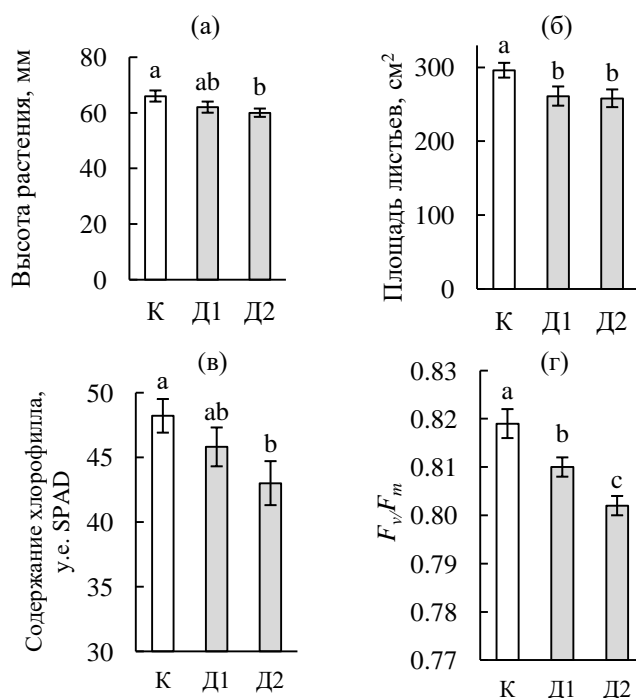 (а)
Высота растения, мм
80
60
40
20
0
a
ab
b
К
Д1
Д2
(б)
Площадь листьев, см²
300
200
100
0
a
b
b
К
Д1
Д2
(в)
Содержание хлорофилла,
у.е. SPAD
50
45
40
35
30
a
ab
b
К
Д1
Д2
(г)
Fv/Fm
0.83
0.82
0.81
0.80
0.79
0.78
0.77
a
b
c
К
Д1
Д2